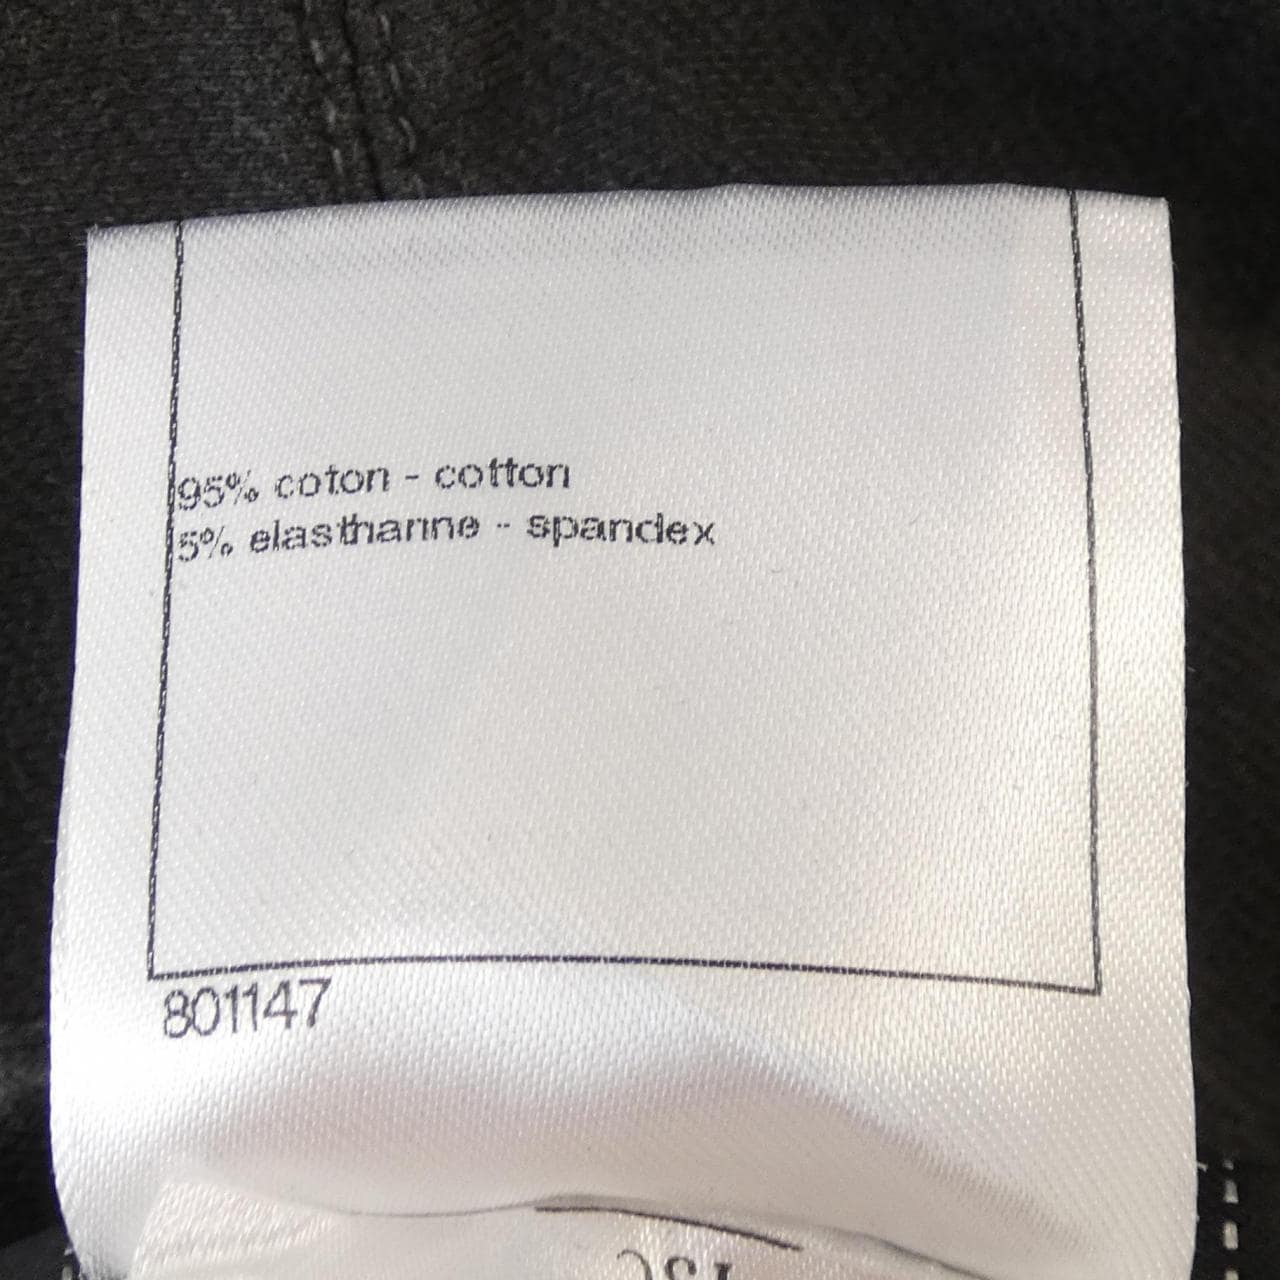 95% coton - cotton
5% elasthanne - spandex
801147